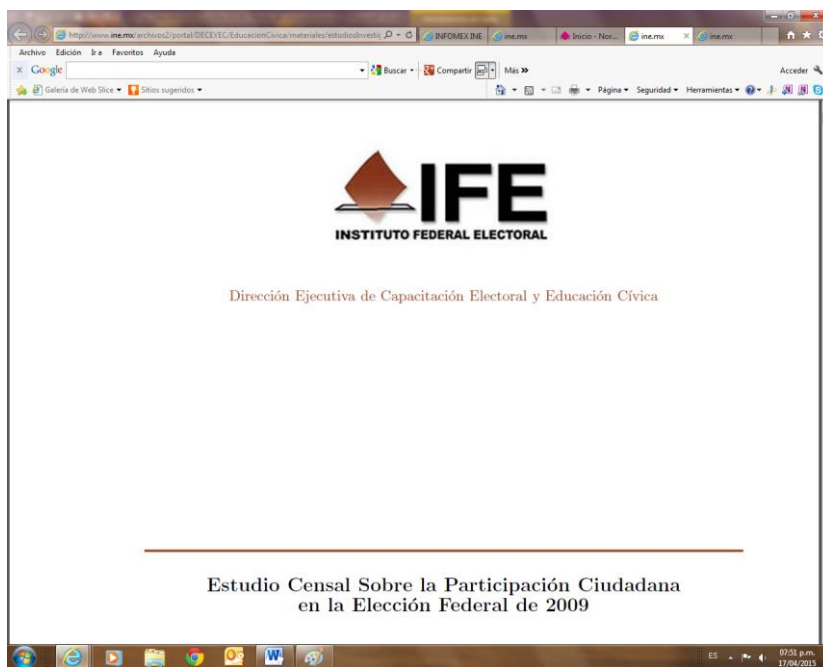 http://www.ine.mx/archivos2/portal/DECEYEC/EducacionCivica/materiales/estudiosInvestig
INFOMEX INE
ine.mx
Inicio - Nor...
ine.mx
ine.mx
Archivo Edición Ir a Favoritos Ayuda
Google
Buscar
Compartir
Más »
Acceder
Galería de Web Slice
Sitios sugeridos
Página
Seguridad
Herramientas
IFE
INSTITUTO FEDERAL ELECTORAL
Dirección Ejecutiva de Capacitación Electoral y Educación Cívica
Estudio Censal Sobre la Participación Ciudadana
en la Elección Federal de 2009
ES
07:51 p.m.
17/04/2015